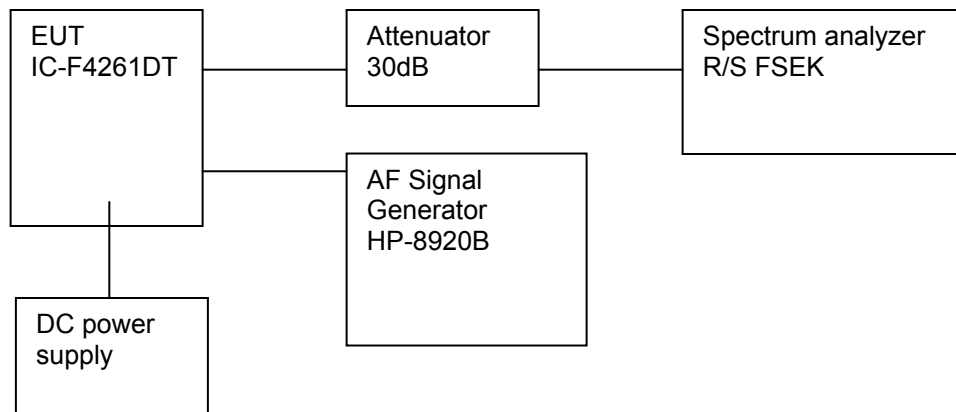 EUT
IC-F4261DT
Attenuator
30dB
Spectrum analyzer
R/S FSEK
AF Signal
Generator
HP-8920B
DC power
supply